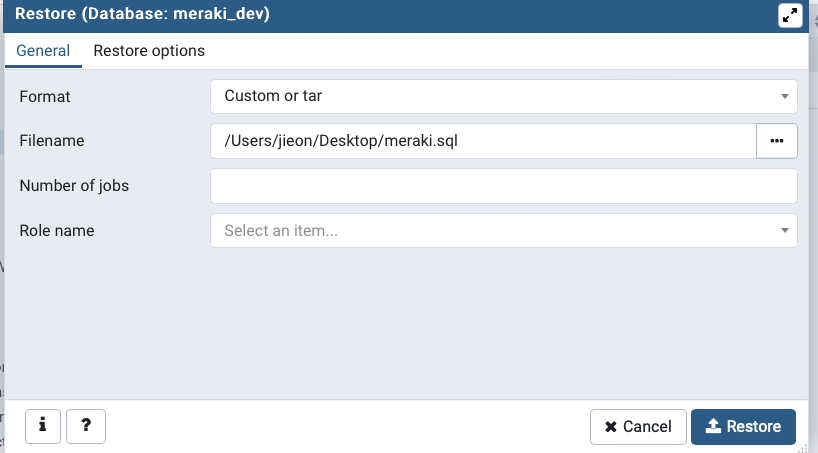 Restore (Database: meraki_dev)
General Restore options
Format Custom or tar
Filename /Users/jieon/Desktop/meraki.sql ...
Number of jobs
Role name Select an item...
i ? Cancel Restore